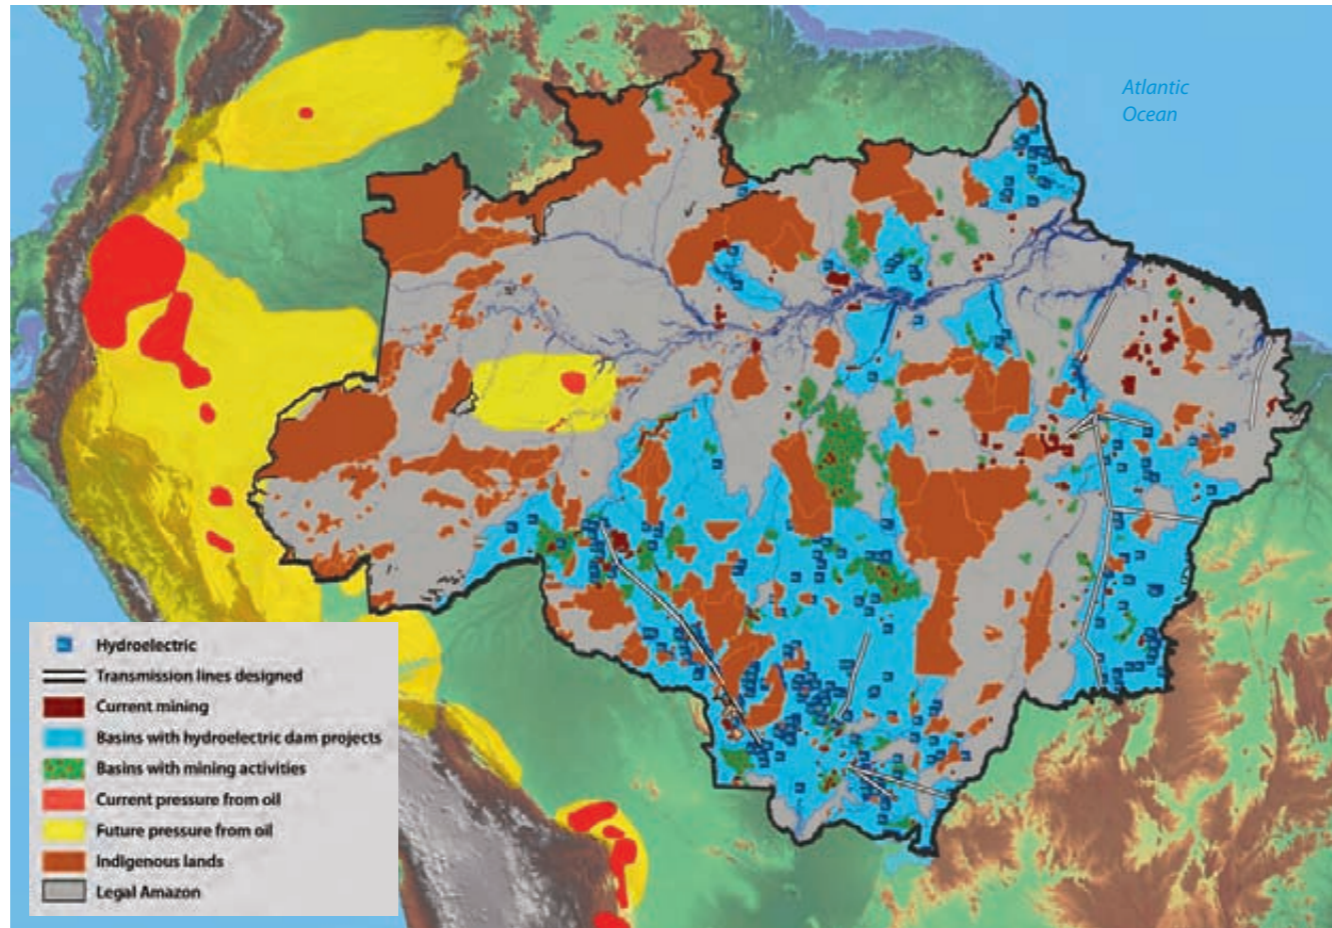 Atlantic
Ocean
Hydroelectric
Transmission lines designed
Current mining
Basins with hydroelectric dam projects
Basins with mining activities
Current pressure from oil
Future pressure from oil
Indigenous lands
Legal Amazon